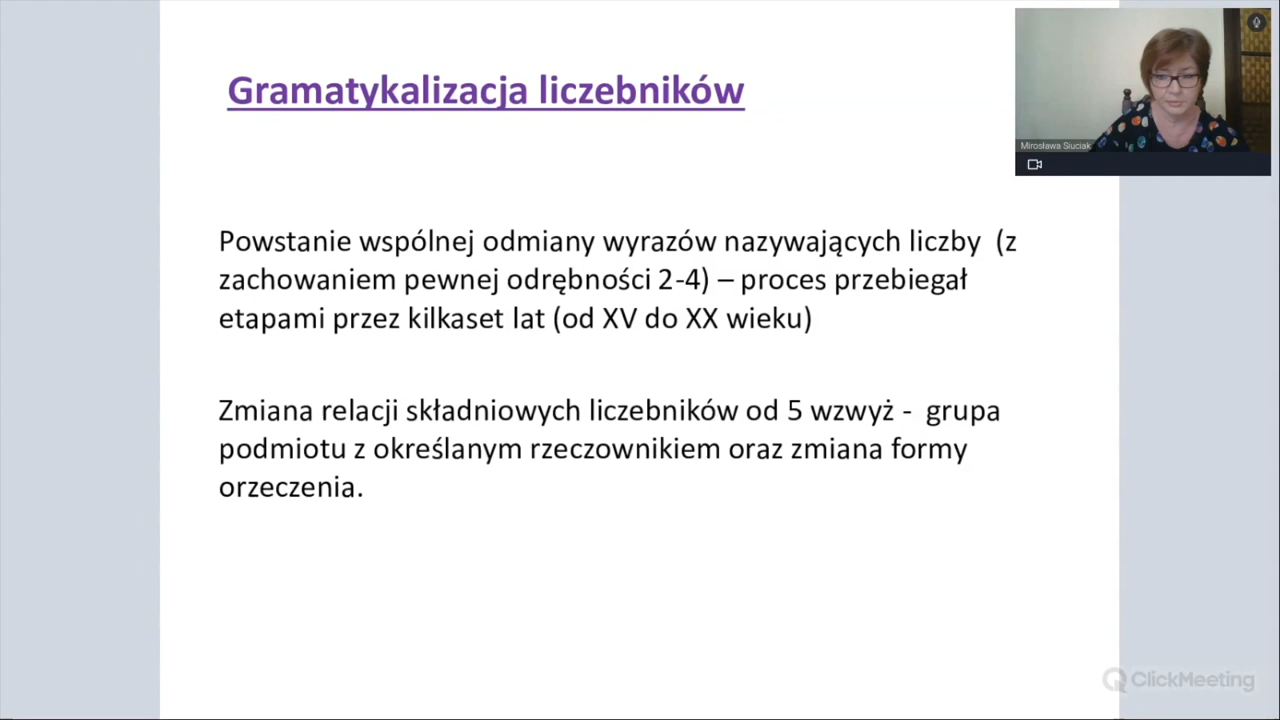 Gramatykalizacja liczebników
Mirosława Siuciak
Powstanie wspólnej odmiany wyrazów nazywających liczby (z
zachowaniem pewnej odrębności 2-4) – proces przebiegał
etapami przez kilkaset lat (od XV do XX wieku)
Zmiana relacji składniowych liczebników od 5 wzwyż - grupa
podmiotu z określanym rzeczownikiem oraz zmiana formy
orzeczenia.
ClickMeeting